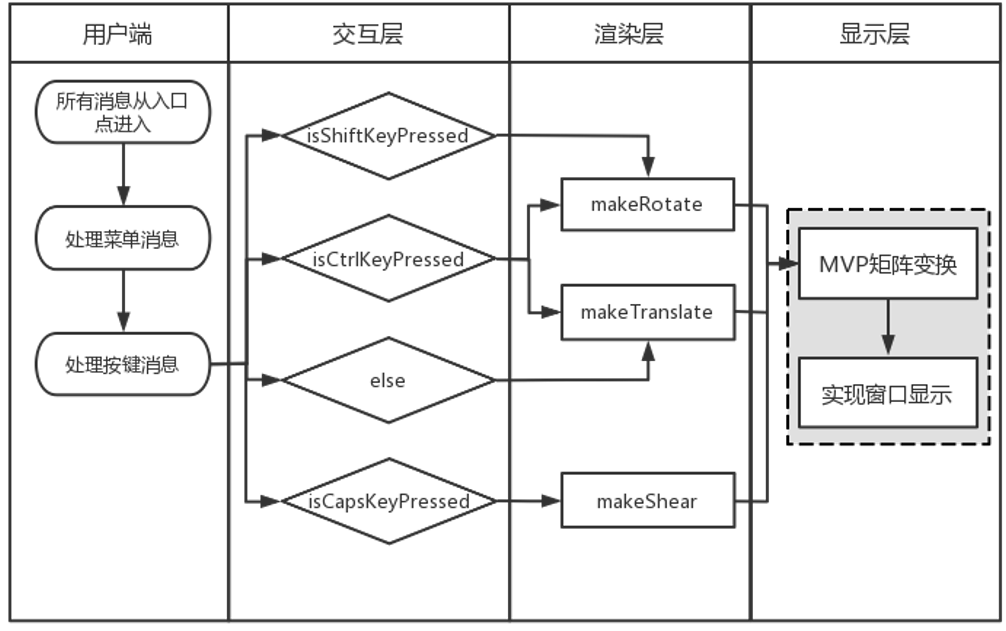 用户端
交互层
渲染层
显示层
所有消息从入口
点进入
处理菜单消息
处理按键消息
isShiftKeyPressed
isCtrlKeyPressed
else
isCapsKeyPressed
makeRotate
makeTranslate
makeShear
MVP矩阵变换
实现窗口显示